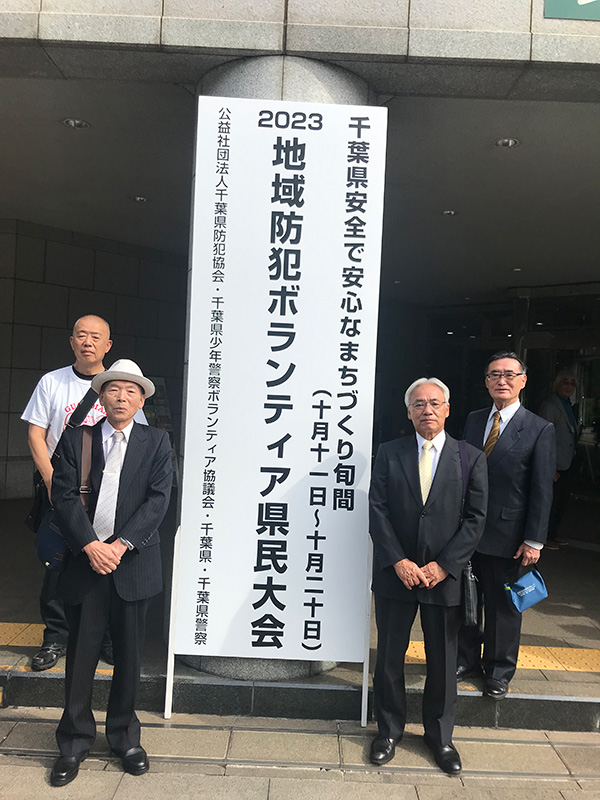 千葉県安全で安心なまちづくり旬間
(十月十一日～十月二十日)
2023
地域防犯ボランティア県民大会
公益社団法人千葉県防犯協会・千葉県少年警察ボランティア協議会・千葉県・千葉県警察